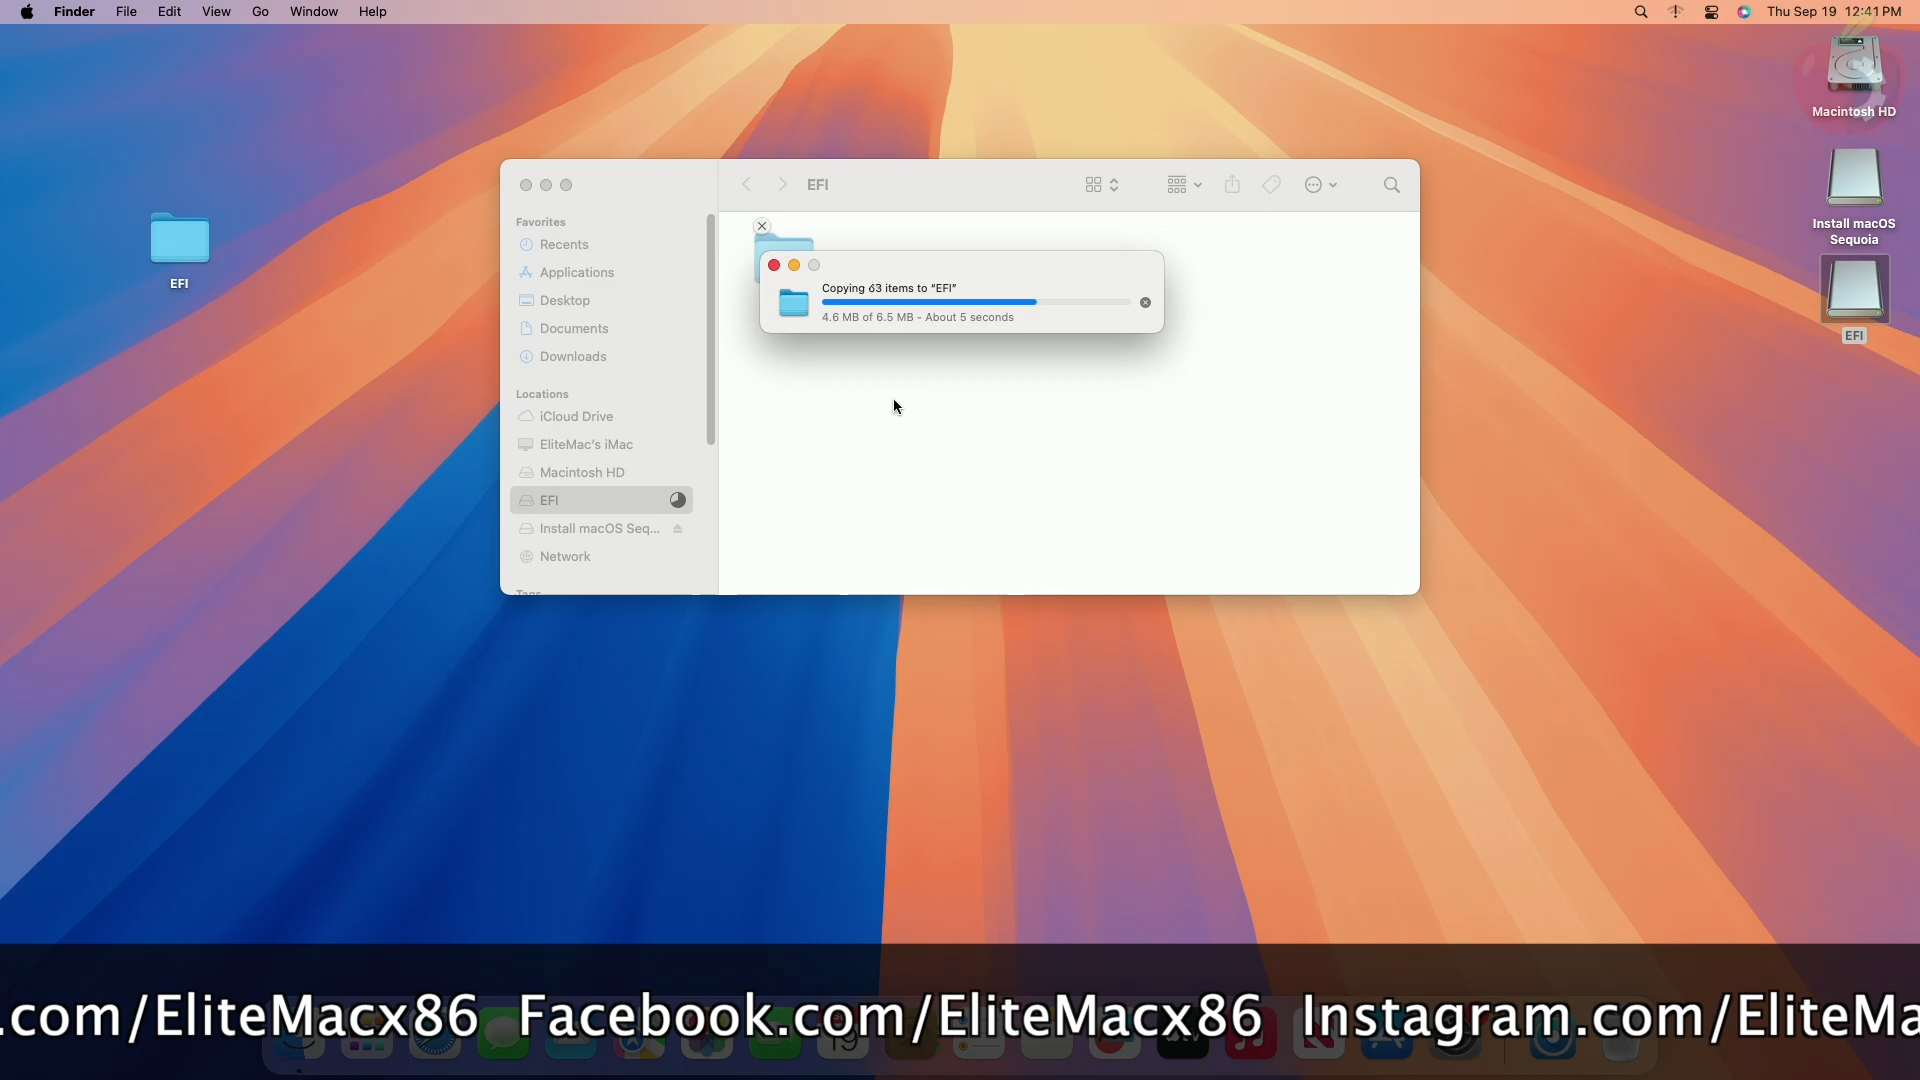 Finder File Edit View Go Window Help
Thu Sep 19 12:41 PM
Macintosh HD
Install macOS
Sequoia
EFI
EFI
EFI
Favorites
Recents
Applications
Desktop
Documents
Downloads
Locations
iCloud Drive
EliteMac's iMac
Macintosh HD
EFI
Install macOS Seq...
Network
Tags
Copying 63 items to “EFI”
4.6 MB of 6.5 MB - About 5 seconds
.com/EliteMacx86 Facebook.com/EliteMacx86 Instagram.com/EliteMa
19